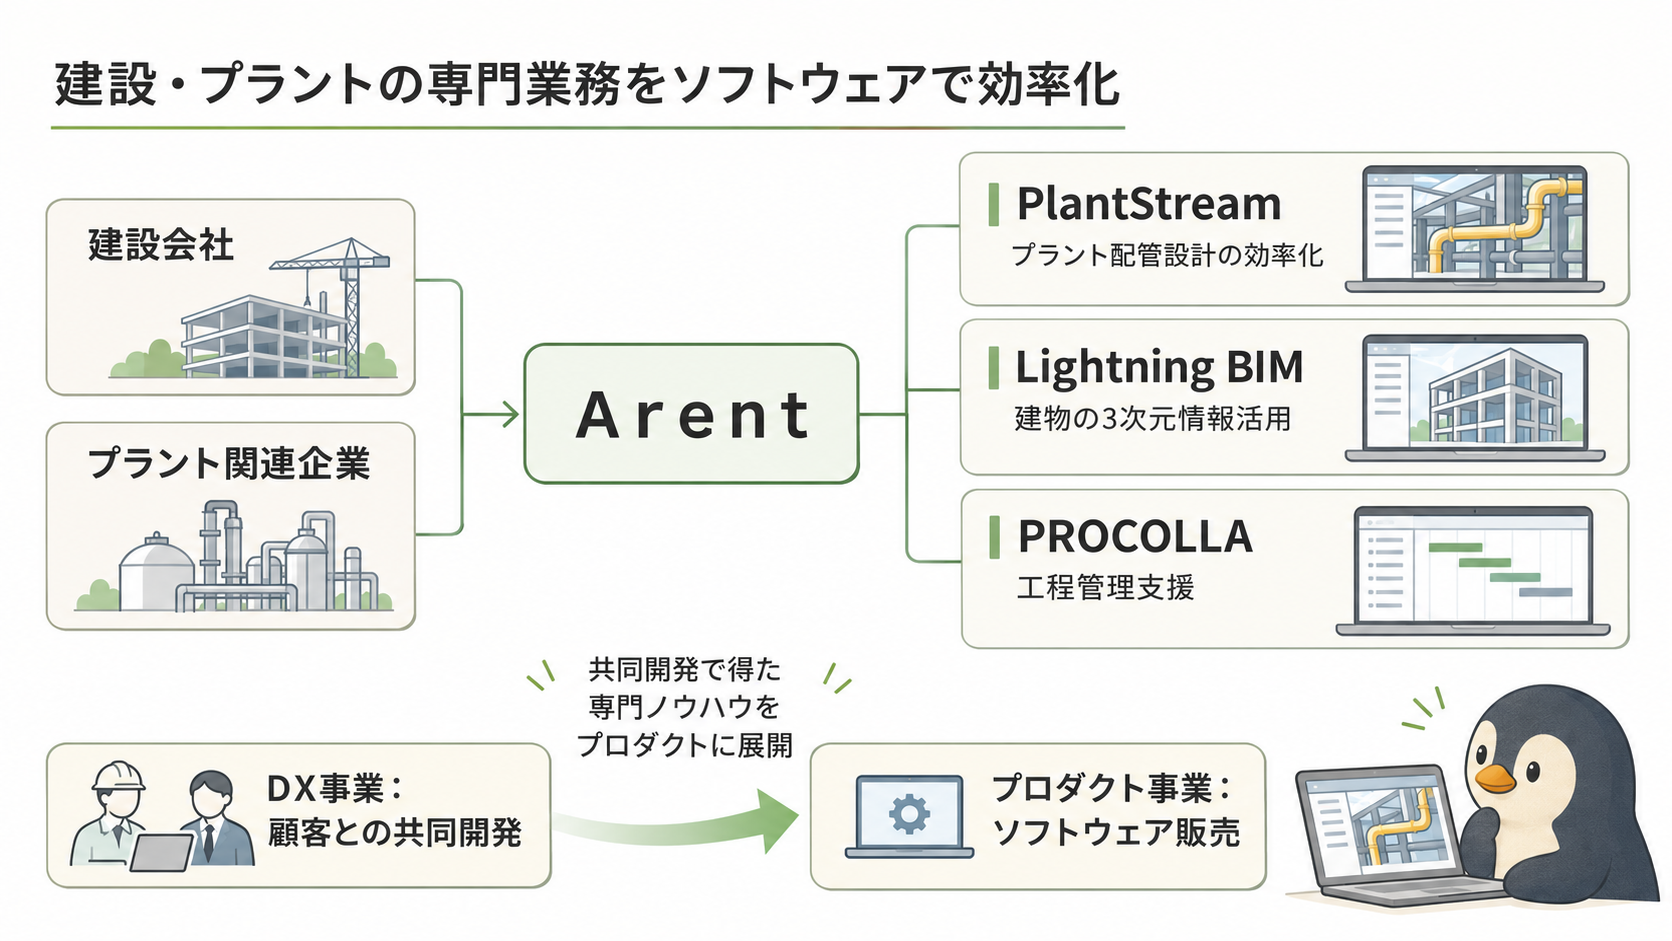 建設・プラントの専門業務をソフトウェアで効率化
建設会社
プラント関連企業
Arent
PlantStream
プラント配管設計の効率化
Lightning BIM
建物の3次元情報活用
PROCOLLA
工程管理支援
共同開発で得た
専門ノウハウを
プロダクトに展開
DX事業：
顧客との共同開発
プロダクト事業：
ソフトウェア販売